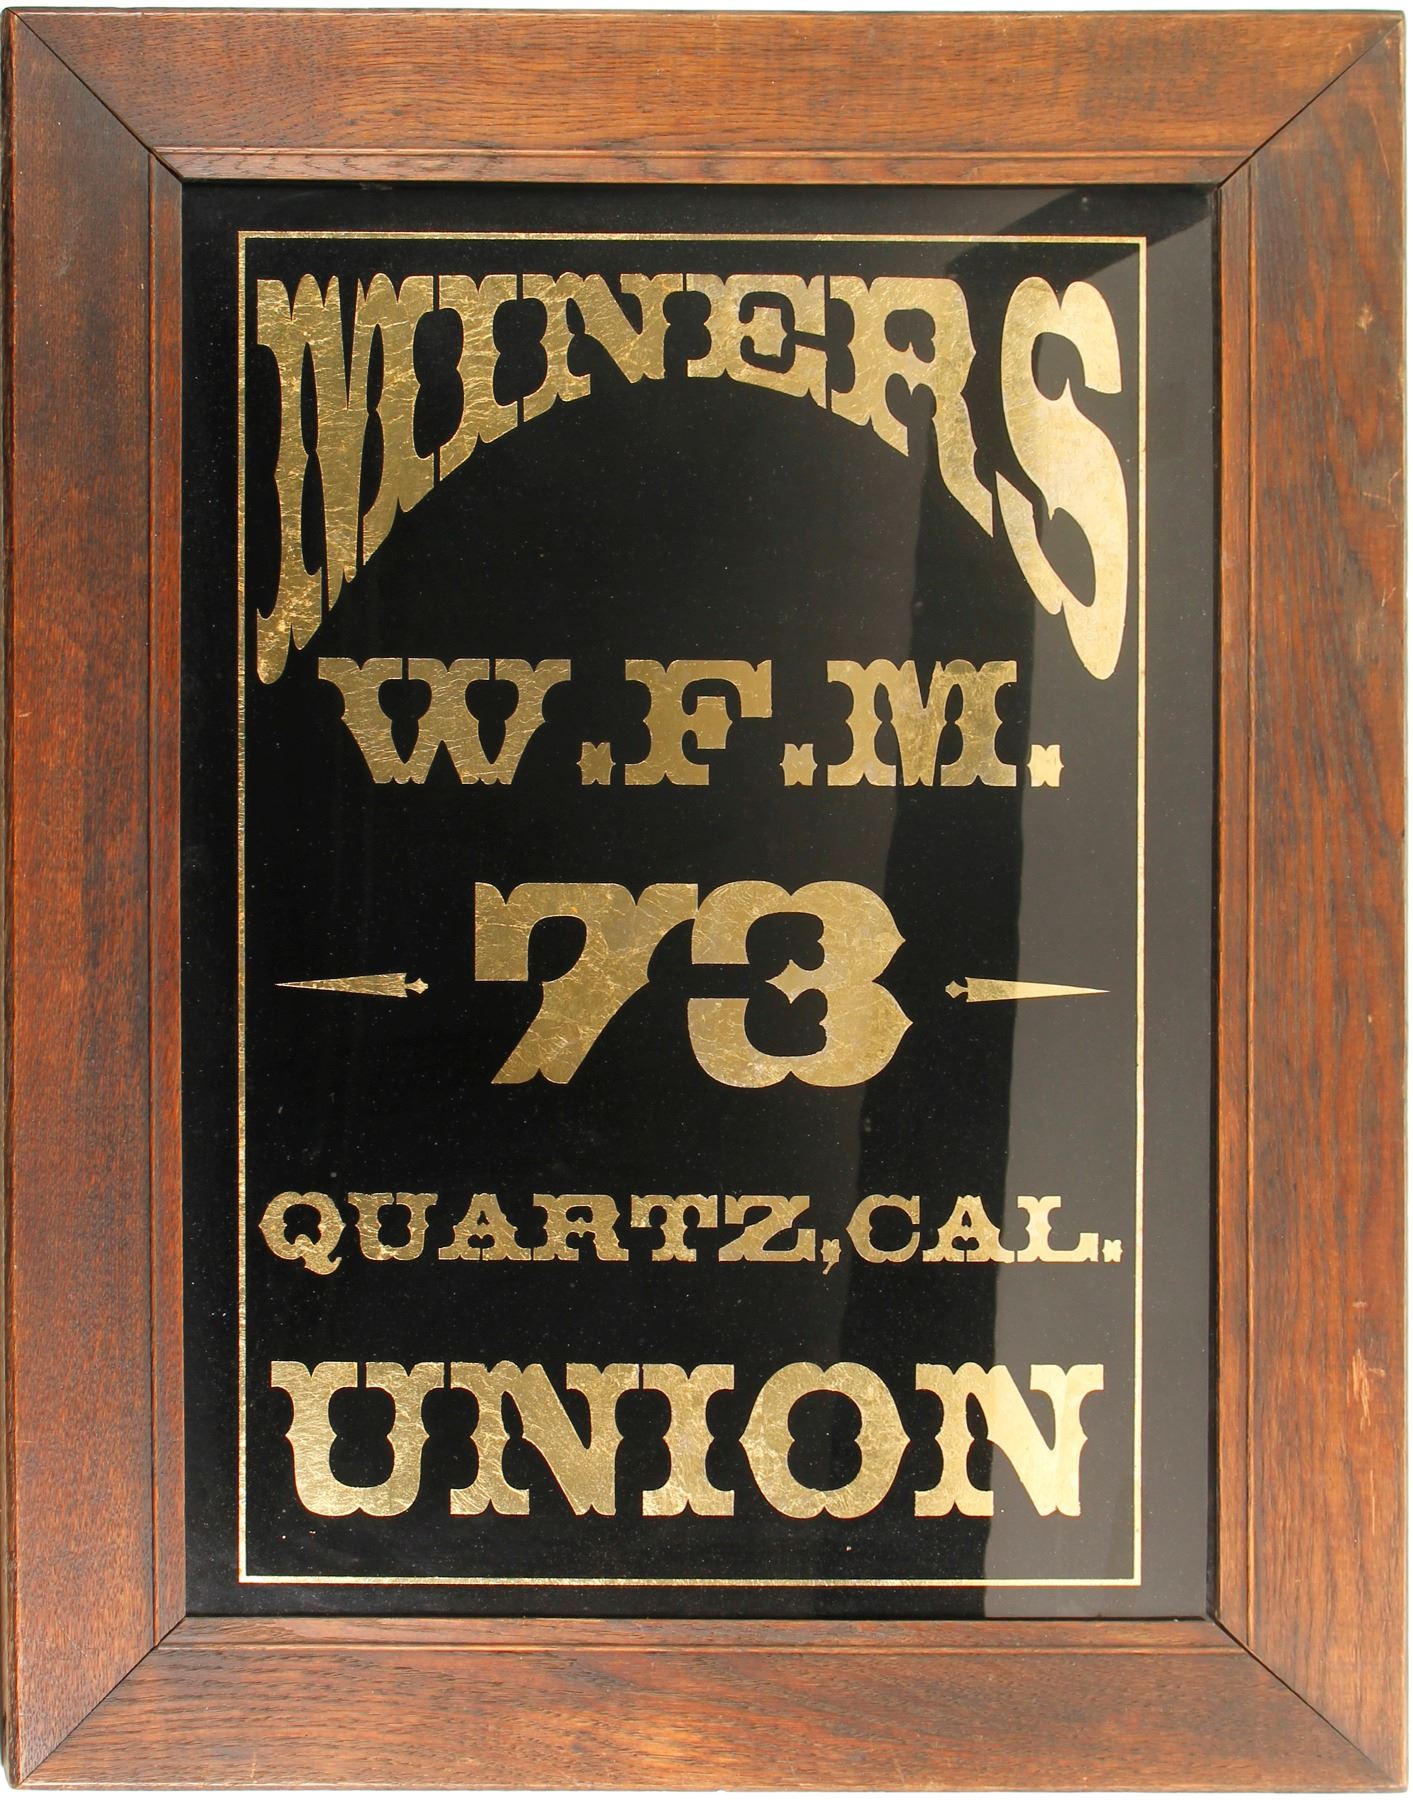 MINERS
W.F.M.
73
QUARTZ, CAL.
UNION